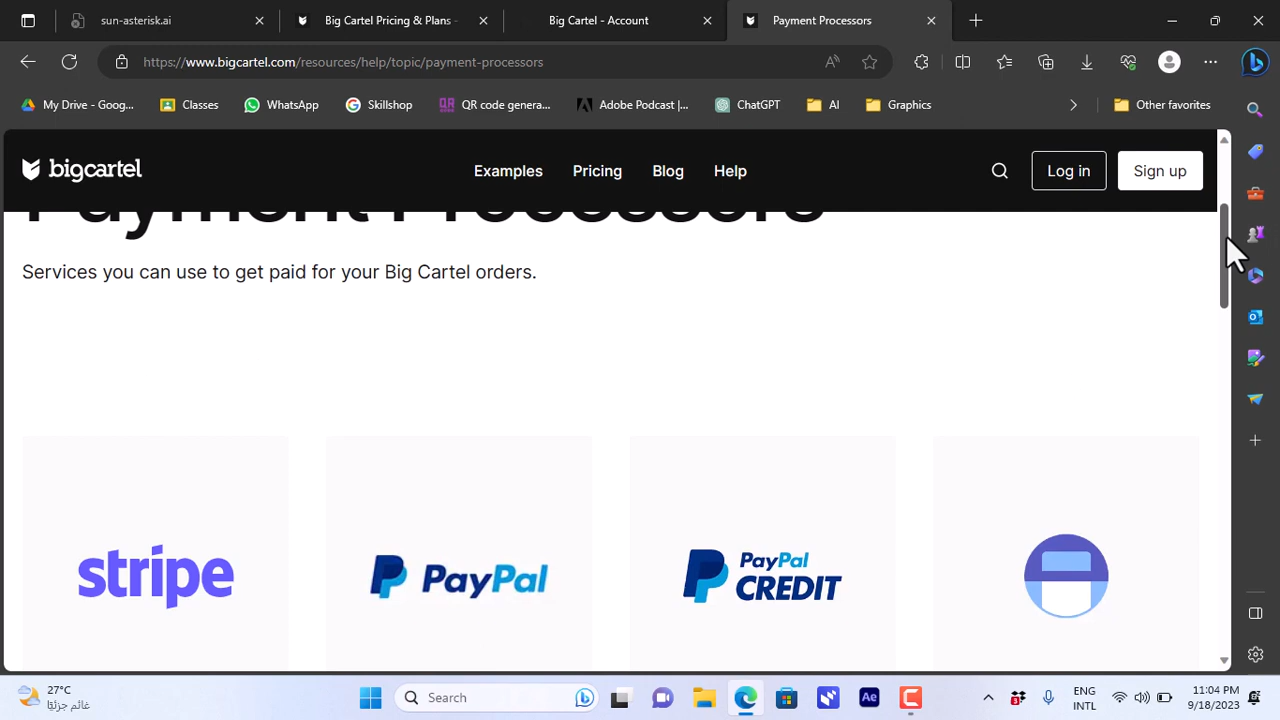 sun-asterisk.ai
Big Cartel Pricing & Plans -
Big Cartel - Account
Payment Processors
https://www.bigcartel.com/resources/help/topic/payment-processors
My Drive - Goog...
Classes
WhatsApp
Skillshop
QR code genera...
Adobe Podcast |...
ChatGPT
AI
Graphics
Other favorites
bigcartel
Examples
Pricing
Blog
Help
Log in
Sign up
Payment Processors
Services you can use to get paid for your Big Cartel orders.
stripe
PayPal
PayPal
CREDIT
27°C
غائم جزئيًا
Search
Ae
ENG
INTL
11:04 PM
9/18/2023